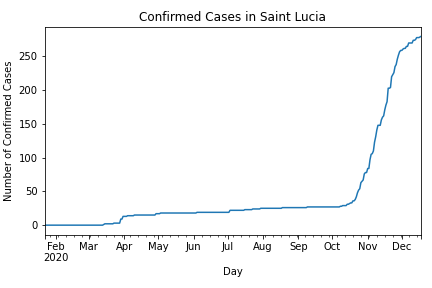 Confirmed Cases in Saint Lucia
Number of Confirmed Cases
250
200
150
100
50
0
Feb Mar Apr May Jun Jul Aug Sep Oct Nov Dec
2020
Day